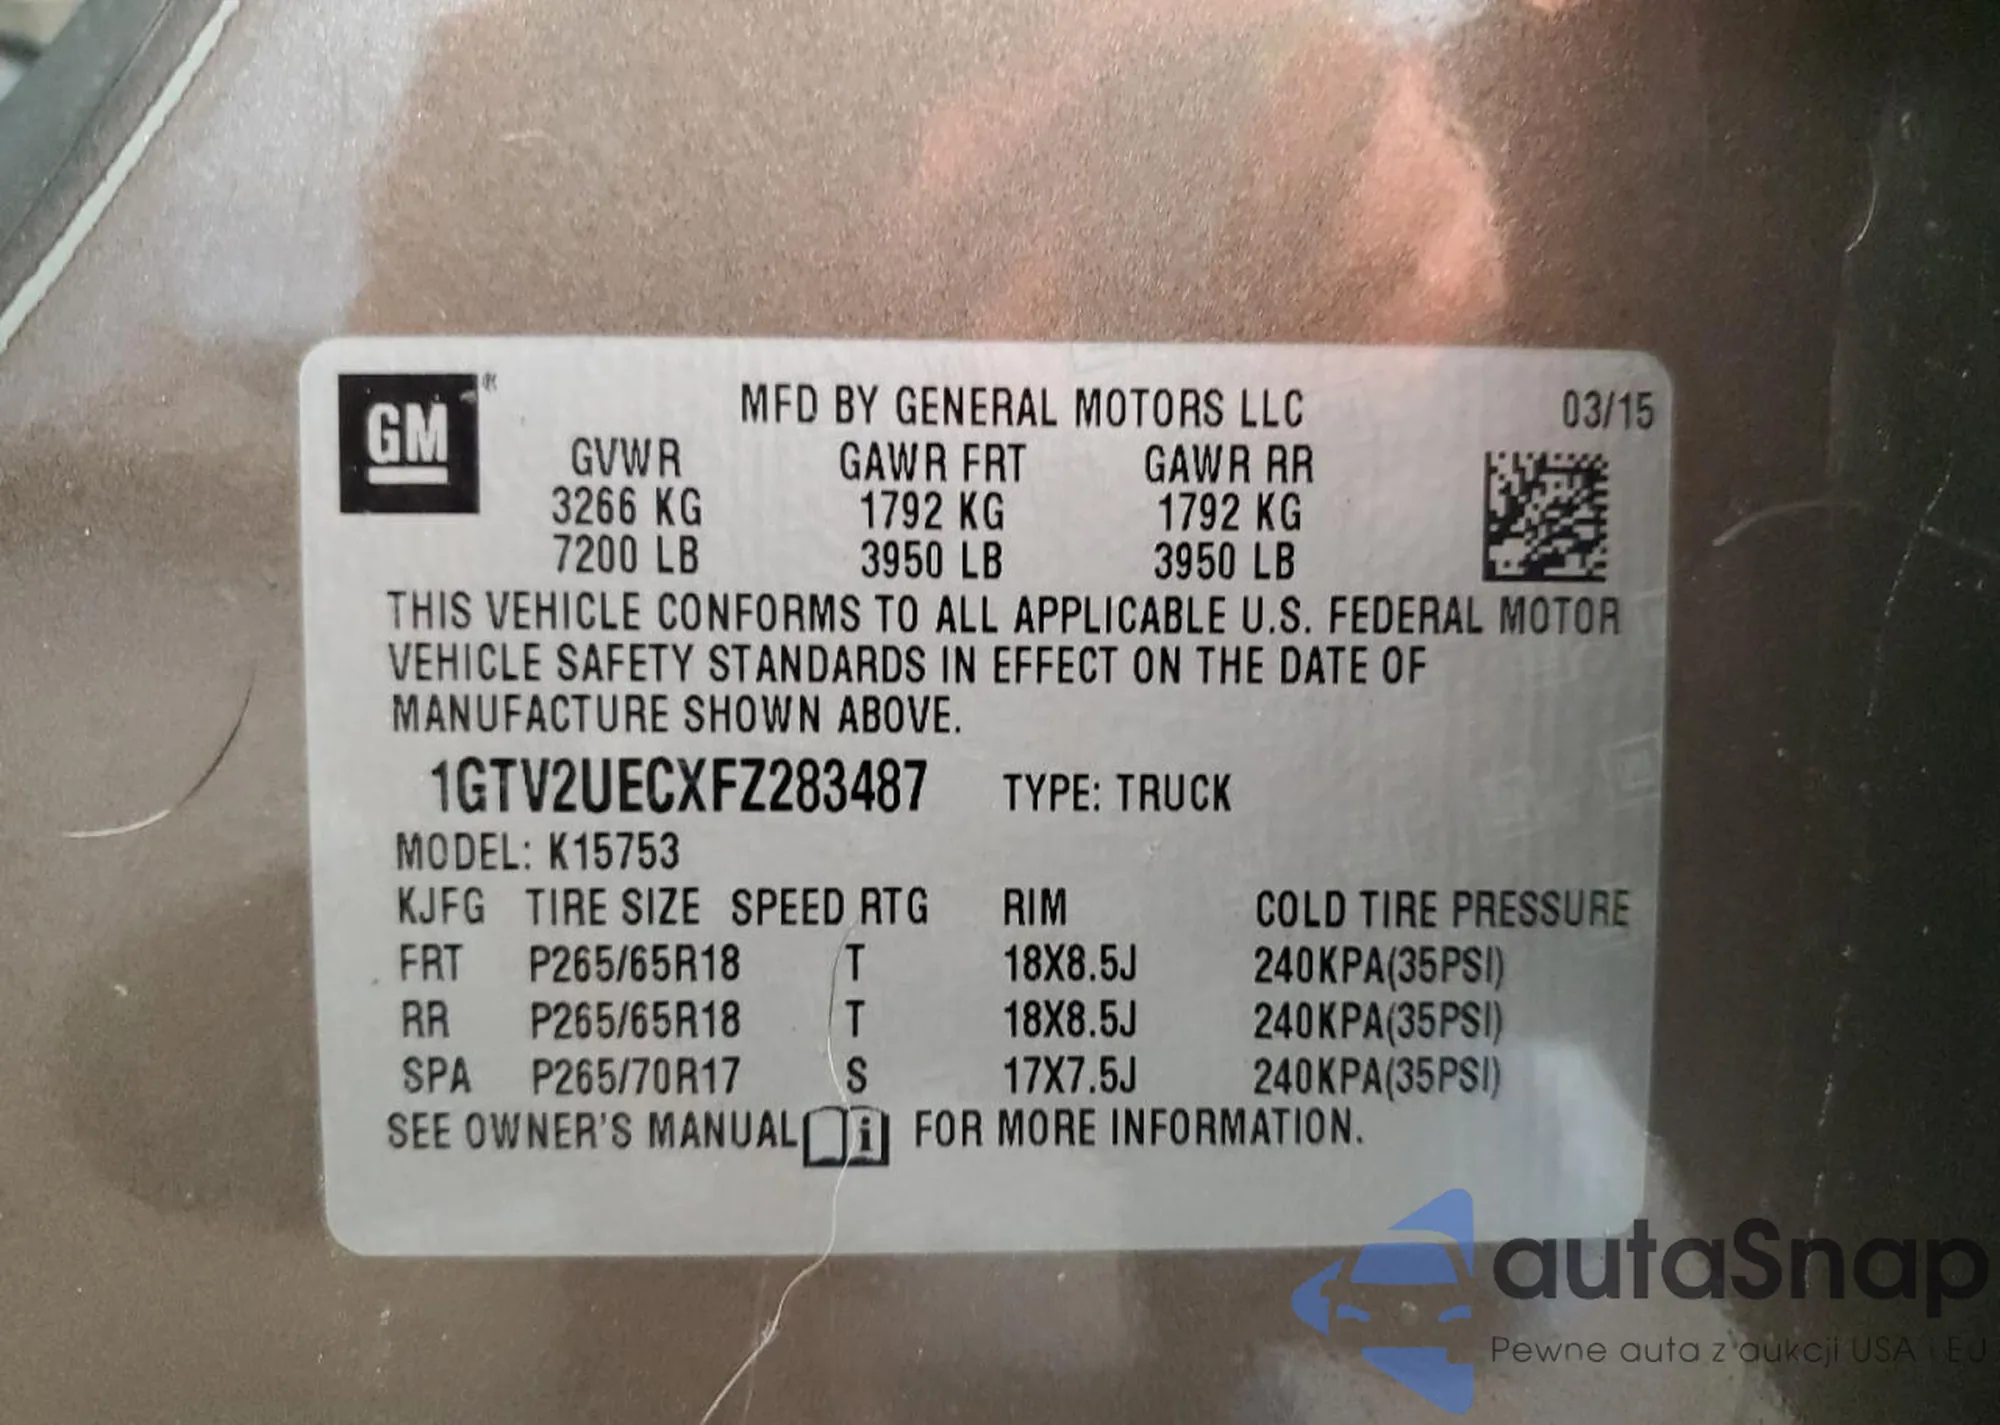 GM®
MFD BY GENERAL MOTORS LLC 03/15
GVWR GAWR FRT GAWR RR
3266 KG 1792 KG 1792 KG
7200 LB 3950 LB 3950 LB
THIS VEHICLE CONFORMS TO ALL APPLICABLE U.S. FEDERAL MOTOR
VEHICLE SAFETY STANDARDS IN EFFECT ON THE DATE OF
MANUFACTURE SHOWN ABOVE.
1GTV2UECXFZ283487 TYPE: TRUCK
MODEL: K15753
KJFG TIRE SIZE SPEED RTG RIM COLD TIRE PRESSURE
FRT P265/65R18 T 18X8.5J 240KPA(35PSI)
RR P265/65R18 T 18X8.5J 240KPA(35PSI)
SPA P265/70R17 S 17X7.5J 240KPA(35PSI)
SEE OWNER'S MANUAL i FOR MORE INFORMATION.
autaSnap
Pewne auta z aukcji USA i EU